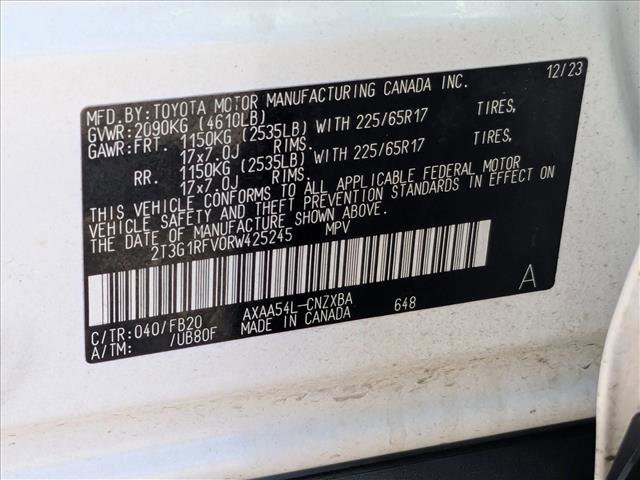 12/23
MFD.BY:TOYOTA MOTOR MANUFACTURING CANADA INC.
GVWR:2090KG (4610LB)
GAWR:FRT. 1150KG (2535LB) WITH 225/65R17 TIRES,
17x7.0J RIMS.
RR. 1150KG (2535LB) WITH 225/65R17 TIRES,
17x7.0J RIMS.
THIS VEHICLE CONFORMS TO ALL APPLICABLE FEDERAL MOTOR
VEHICLE SAFETY AND THEFT PREVENTION STANDARDS IN EFFECT ON
THE DATE OF MANUFACTURE SHOWN ABOVE.
2T3G1RFV0RW425245 MPV
A
C/TR:040/FB20 AXAA54L-CNZXBA 648
A/TM: /UB80F MADE IN CANADA